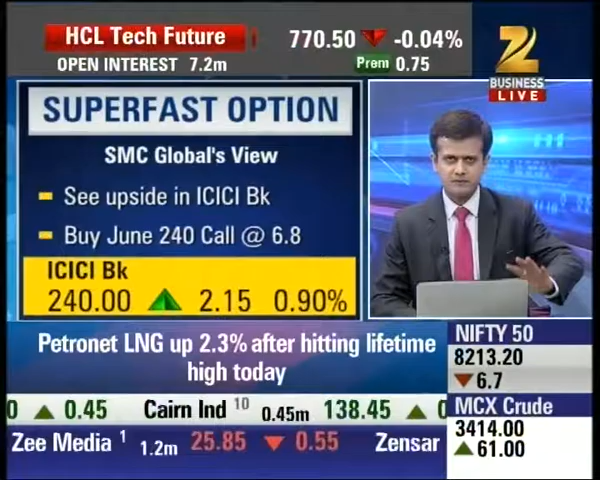 HCL Tech Future
770.50 -0.04%
OPEN INTEREST 7.2m
Prem 0.75
Z
BUSINESS
LIVE
SUPERFAST OPTION
SMC Global's View
See upside in ICICI Bk
Buy June 240 Call @ 6.8
ICICI Bk
240.00 2.15 0.90%
Petronet LNG up 2.3% after hitting lifetime
high today
NIFTY 50
8213.20
6.7
0 0.45 Cairn Ind 10 0.45m 138.45 0
MCX Crude
3414.00
61.00
Zee Media 1 1.2m 25.85 0.55 Zensar